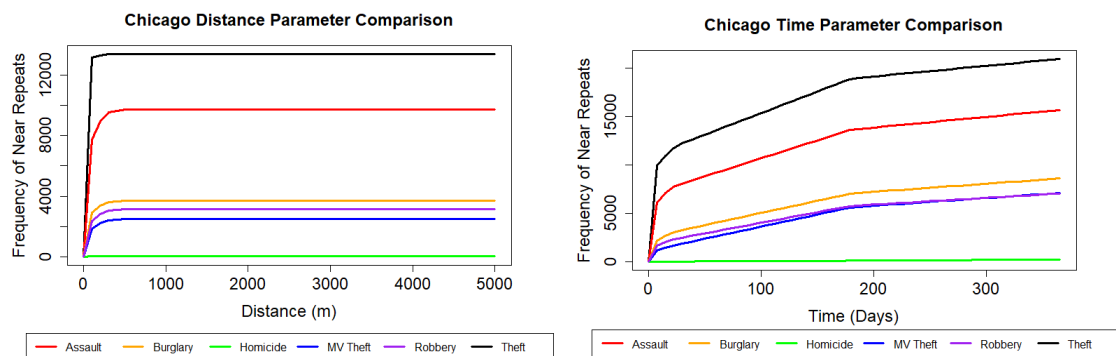 Chicago Distance Parameter Comparison
Frequency of Near Repeats
0 4000 8000 12000
0 1000 2000 3000 4000 5000
Distance (m)
Assault Burglary Homicide MV Theft Robbery Theft
Chicago Time Parameter Comparison
Frequency of Near Repeats
0 5000 15000
0 100 200 300
Time (Days)
Assault Burglary Homicide MV Theft Robbery Theft